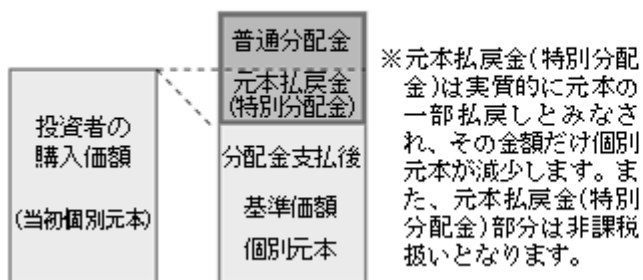 普通分配金
元本払戻金
(特別分配金)
投資者の
購入価額
(当初個別元本)
分配金支払後
基準価額
個別元本
※元本払戻金(特別分配
金)は実質的に元本の
一部払戻しとみなさ
れ、その金額だけ個別
元本が減少します。ま
た、元本払戻金(特別
分配金)部分は非課税
扱いとなります。